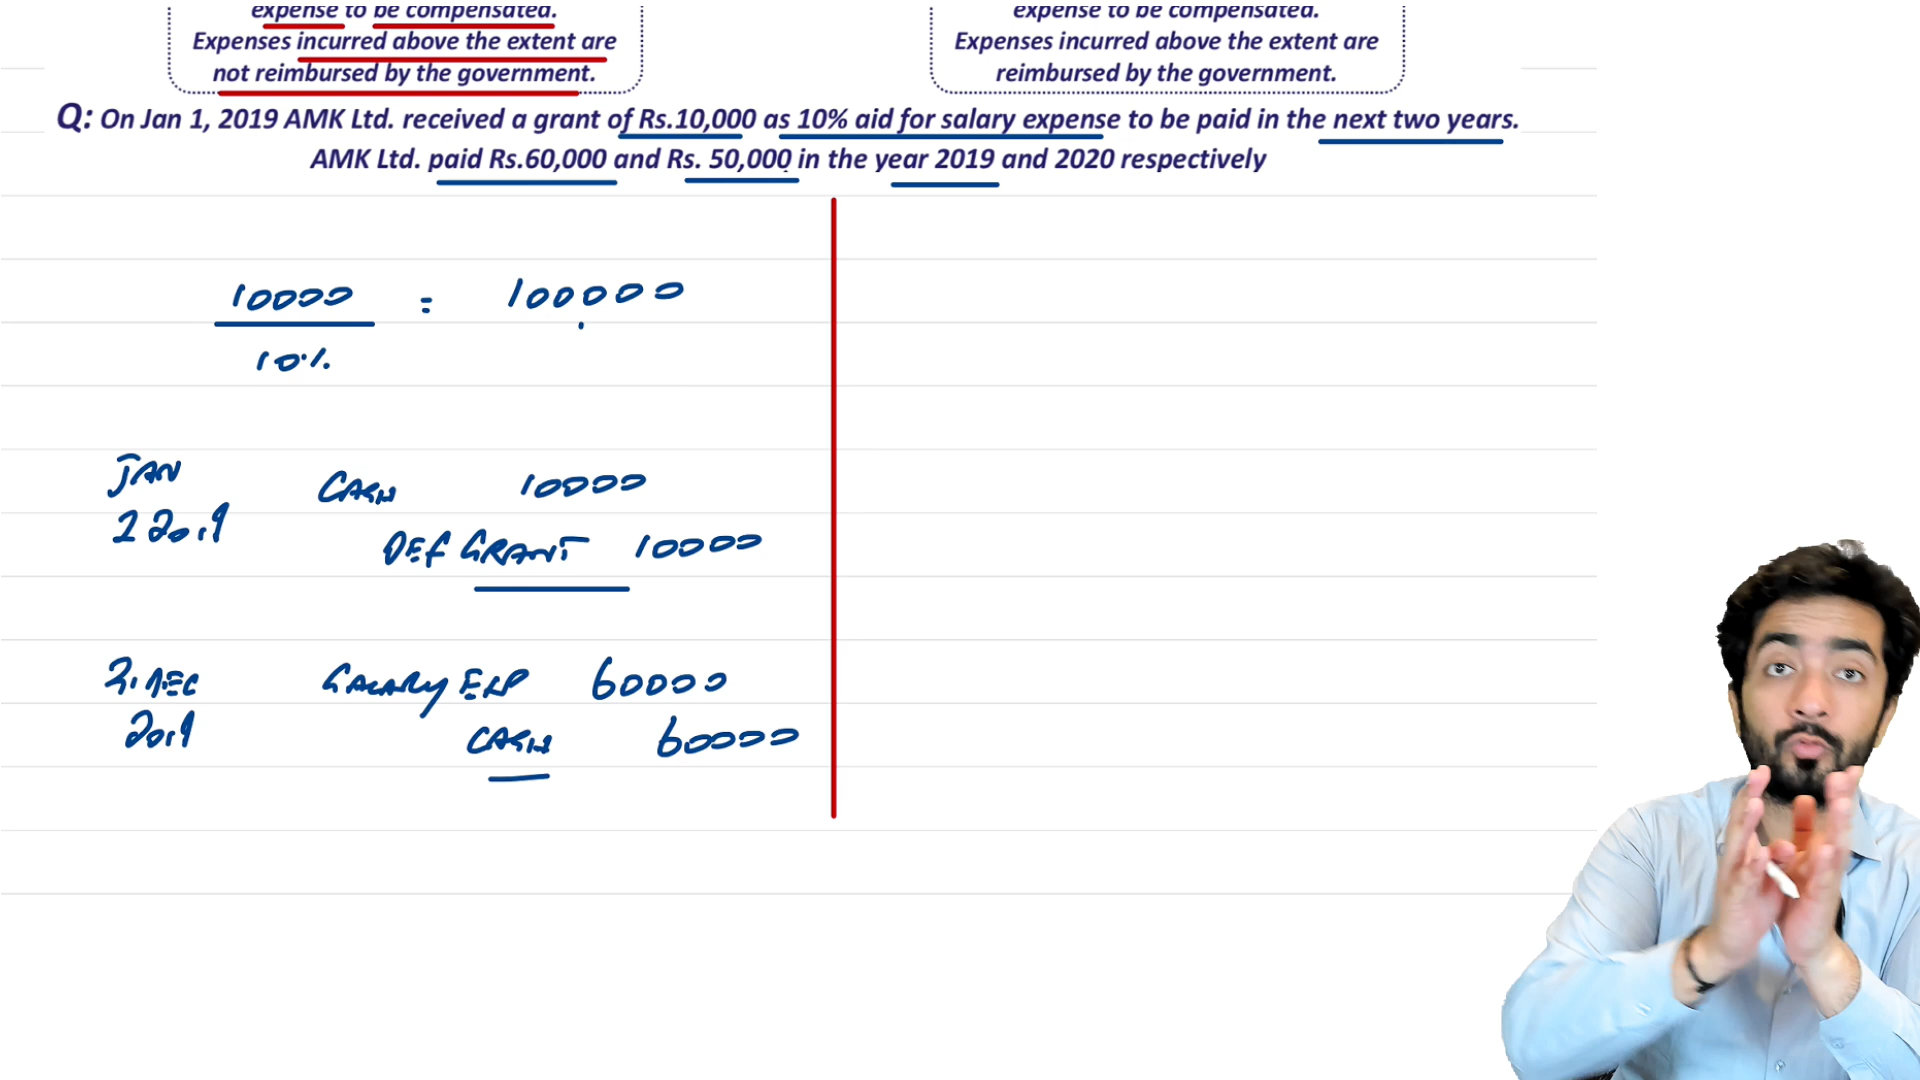 expense to be compensated.
Expenses incurred above the extent are
not reimbursed by the government.
expense to be compensated.
Expenses incurred above the extent are
reimbursed by the government.
Q: On Jan 1, 2019 AMK Ltd. received a grant of Rs.10,000 as 10% aid for salary expense to be paid in the next two years.
AMK Ltd. paid Rs.60,000 and Rs. 50,000 in the year 2019 and 2020 respectively
10000 = 100000
10%
JAN CASH 10000
1 2019
DEF GRANT 10000
31 DEC SALARY EXP 60000
2019 CASH 60000